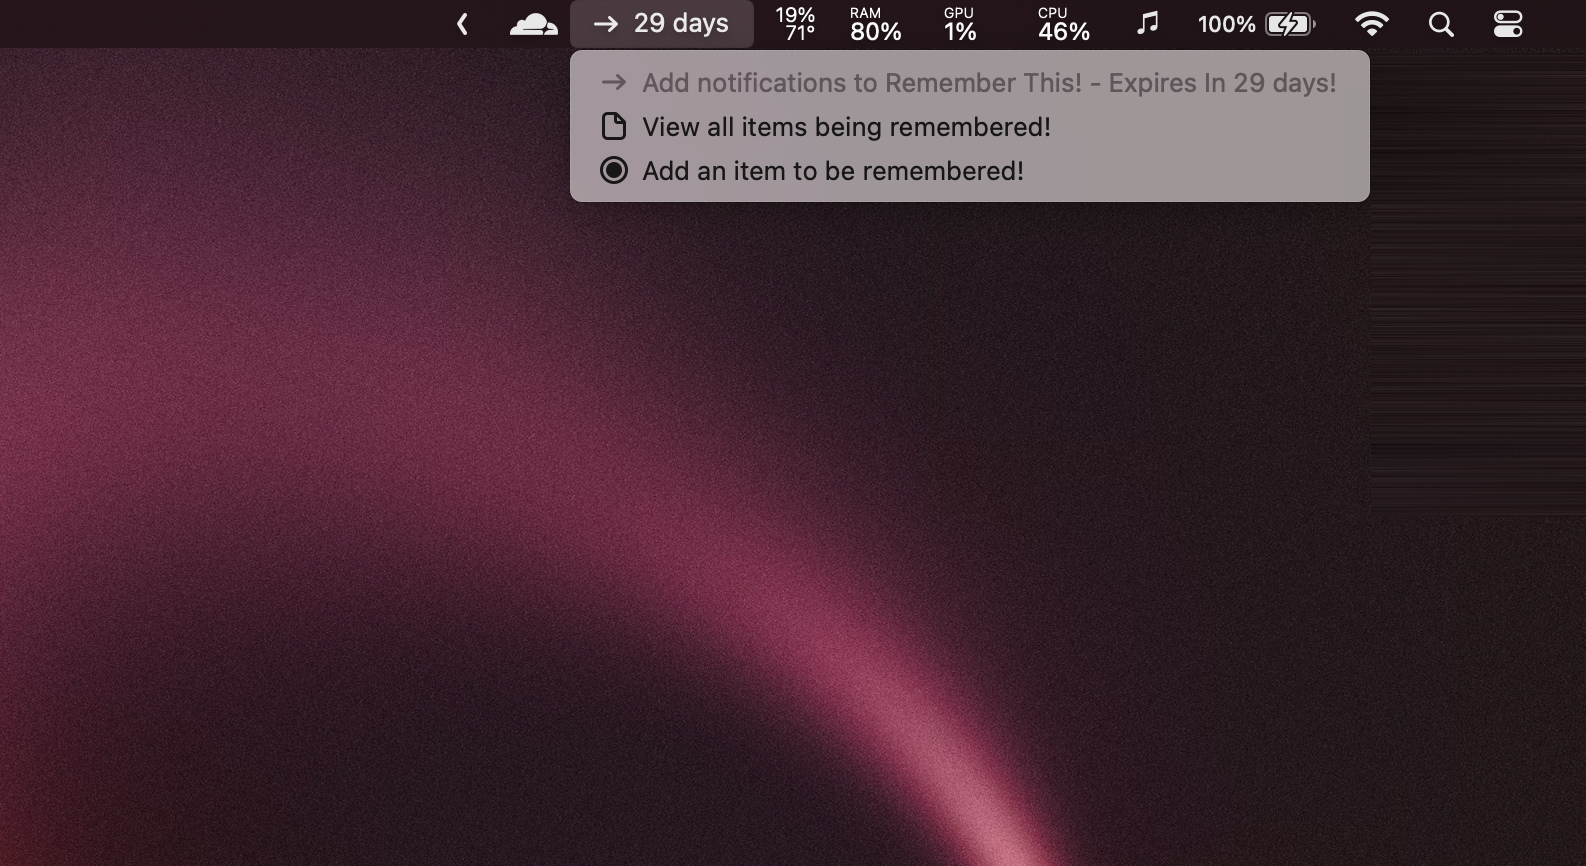 29 days
19%
71°
RAM
80%
GPU
1%
CPU
46%
100%
Add notifications to Remember This! - Expires In 29 days!
View all items being remembered!
Add an item to be remembered!